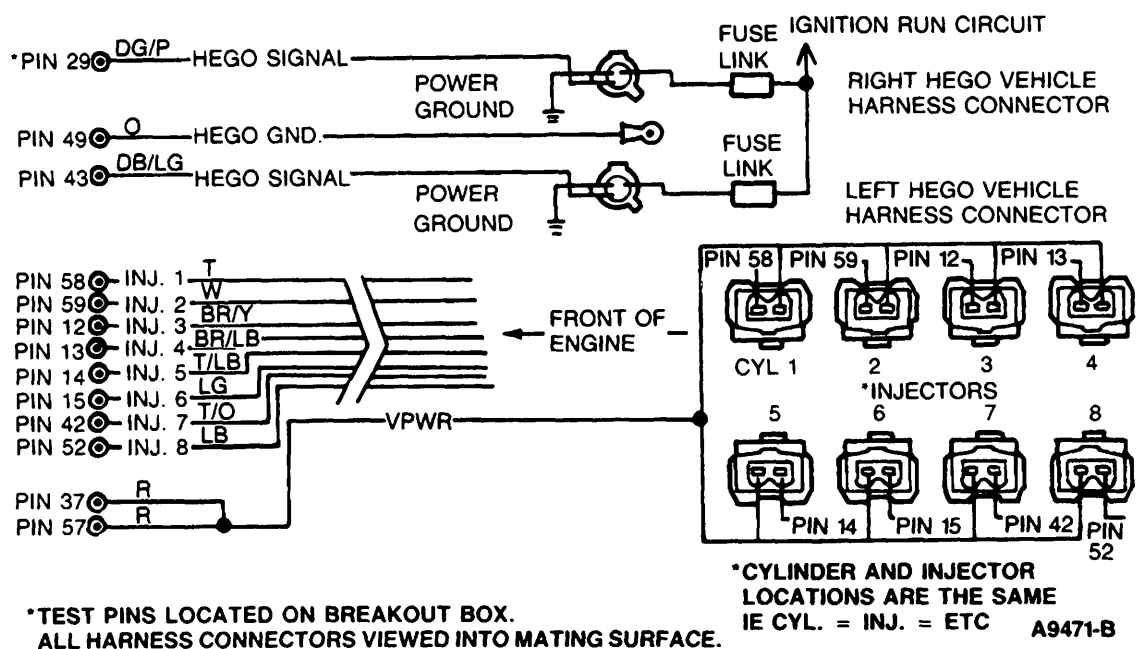 *PIN 29 DG/P HEGO SIGNAL
POWER
GROUND
FUSE
LINK
IGNITION RUN CIRCUIT
RIGHT HEGO VEHICLE
HARNESS CONNECTOR
PIN 49 O HEGO GND.
PIN 43 DB/LG HEGO SIGNAL
POWER
GROUND
FUSE
LINK
LEFT HEGO VEHICLE
HARNESS CONNECTOR
PIN 58 INJ. 1 T
PIN 59 INJ. 2 W
PIN 12 INJ. 3 BR/Y
PIN 13 INJ. 4 BR/LB
PIN 14 INJ. 5 T/LB
PIN 15 INJ. 6 LG
PIN 42 INJ. 7 T/O
PIN 52 INJ. 8 LB
VPWR
PIN 37 R
PIN 57 R
FRONT OF
ENGINE
PIN 58 PIN 59 PIN 12 PIN 13
CYL 1 2 3 4
*INJECTORS
5 6 7 8
PIN 14 PIN 15 PIN 42 PIN
52
*CYLINDER AND INJECTOR
LOCATIONS ARE THE SAME
IE CYL. = INJ. = ETC
A9471-B
*TEST PINS LOCATED ON BREAKOUT BOX.
ALL HARNESS CONNECTORS VIEWED INTO MATING SURFACE.